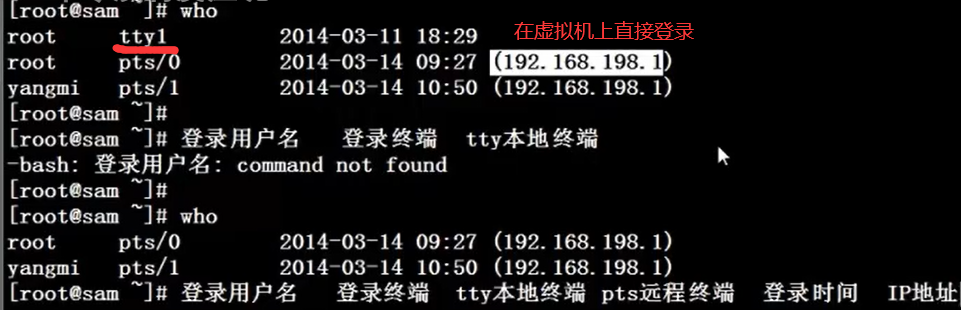 [root@sam ~]# who
root tty1 2014-03-11 18:29 在虚拟机上直接登录
root pts/0 2014-03-14 09:27 (192.168.198.1)
yangmi pts/1 2014-03-14 10:50 (192.168.198.1)
[root@sam ~]#
[root@sam ~]# 登录用户名 登录终端 tty本地终端
-bash: 登录用户名: command not found
[root@sam ~]#
[root@sam ~]# who
root pts/0 2014-03-14 09:27 (192.168.198.1)
yangmi pts/1 2014-03-14 10:50 (192.168.198.1)
[root@sam ~]# 登录用户名 登录终端 tty本地终端 pts远程终端 登录时间 IP地址